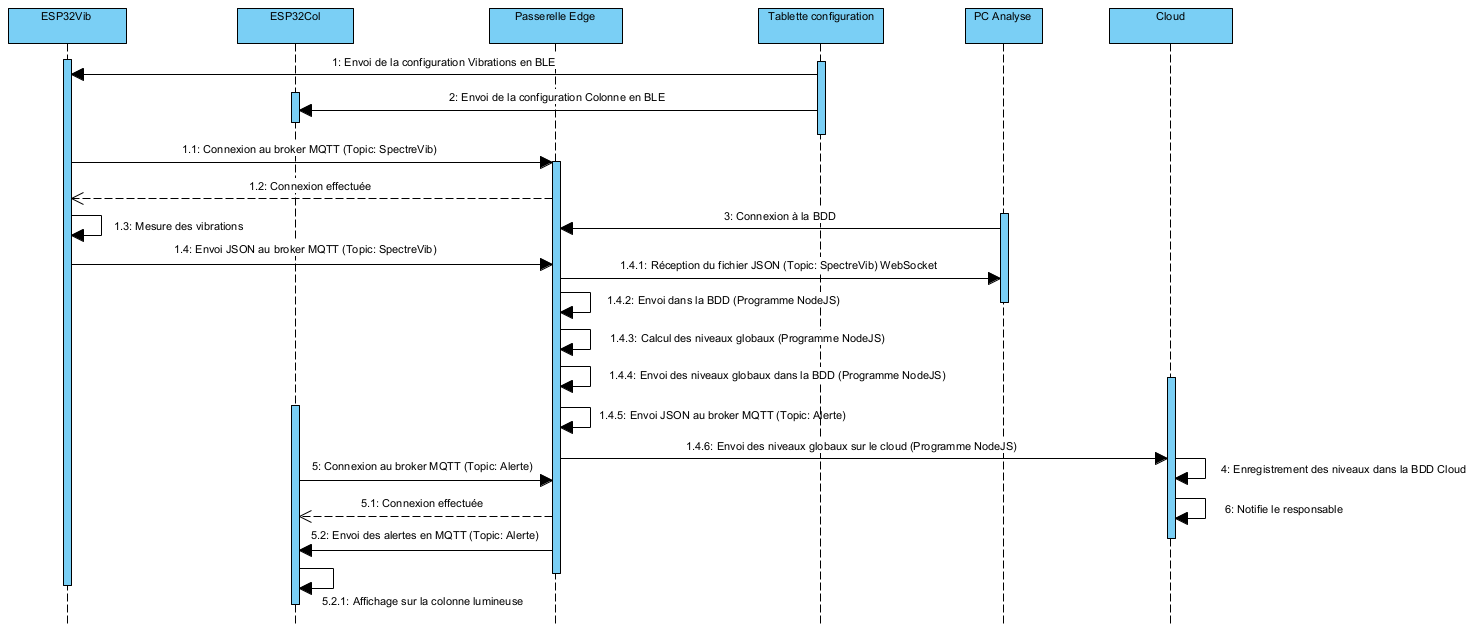 ESP32Vib
ESP32Col
Passerelle Edge
Tablette configuration
PC Analyse
Cloud
1: Envoi de la configuration Vibrations en BLE
2: Envoi de la configuration Colonne en BLE
1.1: Connexion au broker MQTT (Topic: SpectreVib)
1.2: Connexion effectuée
3: Connexion à la BDD
1.3: Mesure des vibrations
1.4: Envoi JSON au broker MQTT (Topic: SpectreVib)
1.4.1: Réception du fichier JSON (Topic: SpectreVib) WebSocket
1.4.2: Envoi dans la BDD (Programme NodeJS)
1.4.3: Calcul des niveaux globaux (Programme NodeJS)
1.4.4: Envoi des niveaux globaux dans la BDD (Programme NodeJS)
1.4.5: Envoi JSON au broker MQTT (Topic: Alerte)
1.4.6: Envoi des niveaux globaux sur le cloud (Programme NodeJS)
5: Connexion au broker MQTT (Topic: Alerte)
4: Enregistrement des niveaux dans la BDD Cloud
5.1: Connexion effectuée
6: Notifie le responsable
5.2: Envoi des alertes en MQTT (Topic: Alerte)
5.2.1: Affichage sur la colonne lumineuse